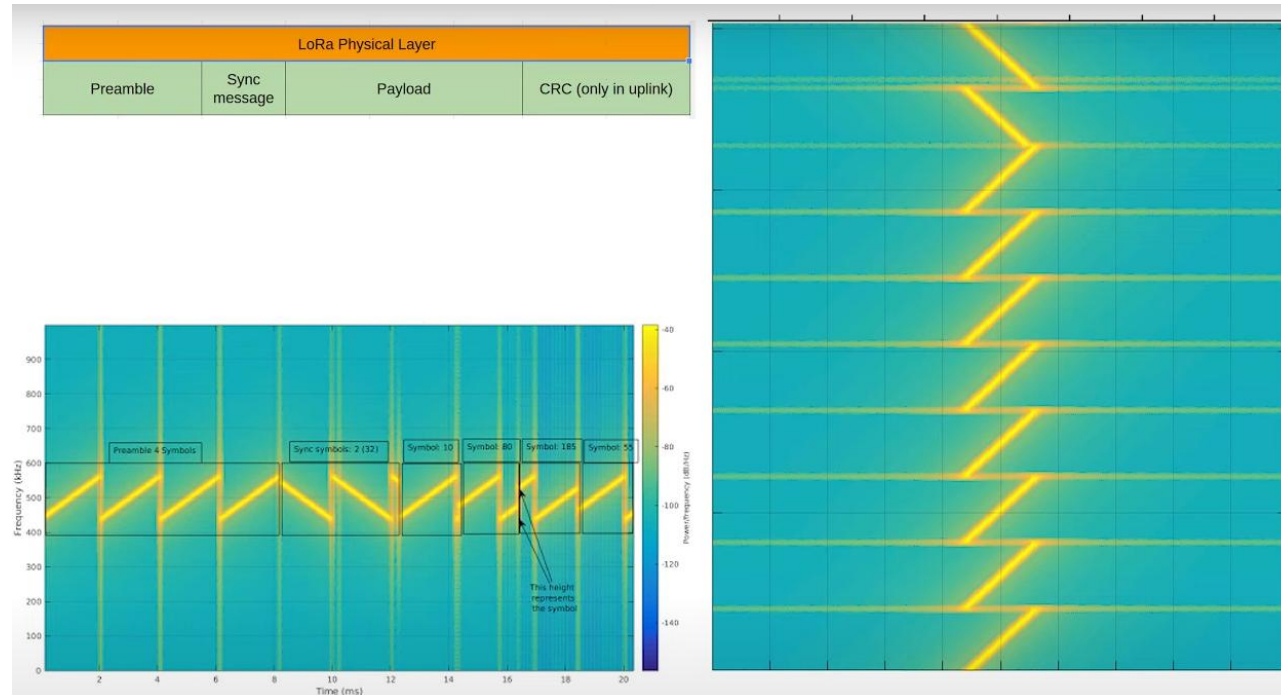 LoRa Physical Layer
Preamble
Sync
message
Payload
CRC (only in uplink)
Preamble 4 Symbols
Sync symbols: 2 (32)
Symbol: 10
Symbol: 80
Symbol: 185
Symbol: 55
This height
represents
the symbol
Frequency (kHz)
900
800
700
600
500
400
300
200
100
0
2
4
6
8
10
12
14
16
18
20
Time (ms)
-40
-60
-80
-100
-120
-140
Power/frequency (dB/Hz)